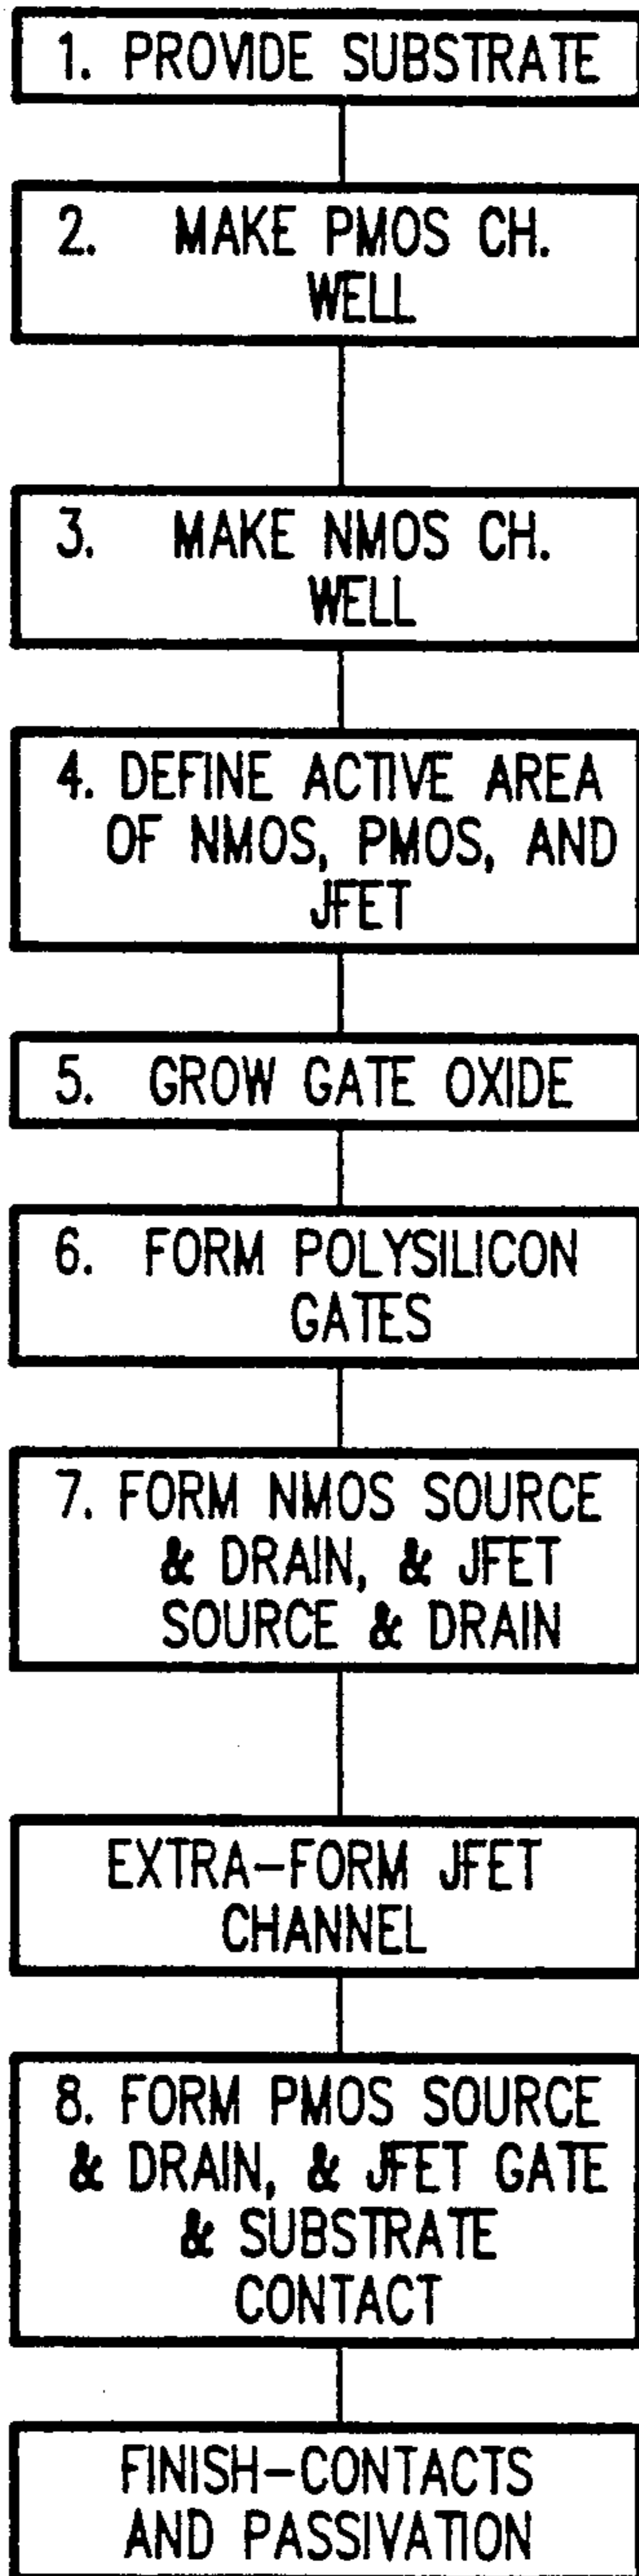 1. PROVIDE SUBSTRATE
2. MAKE PMOS CH.
WELL
3. MAKE NMOS CH.
WELL
4. DEFINE ACTIVE AREA
OF NMOS, PMOS, AND
JFET
5. GROW GATE OXIDE
6. FORM POLYSILICON
GATES
7. FORM NMOS SOURCE
& DRAIN, & JFET
SOURCE & DRAIN
EXTRA-FORM JFET
CHANNEL
8. FORM PMOS SOURCE
& DRAIN, & JFET GATE
& SUBSTRATE
CONTACT
FINISH-CONTACTS
AND PASSIVATION